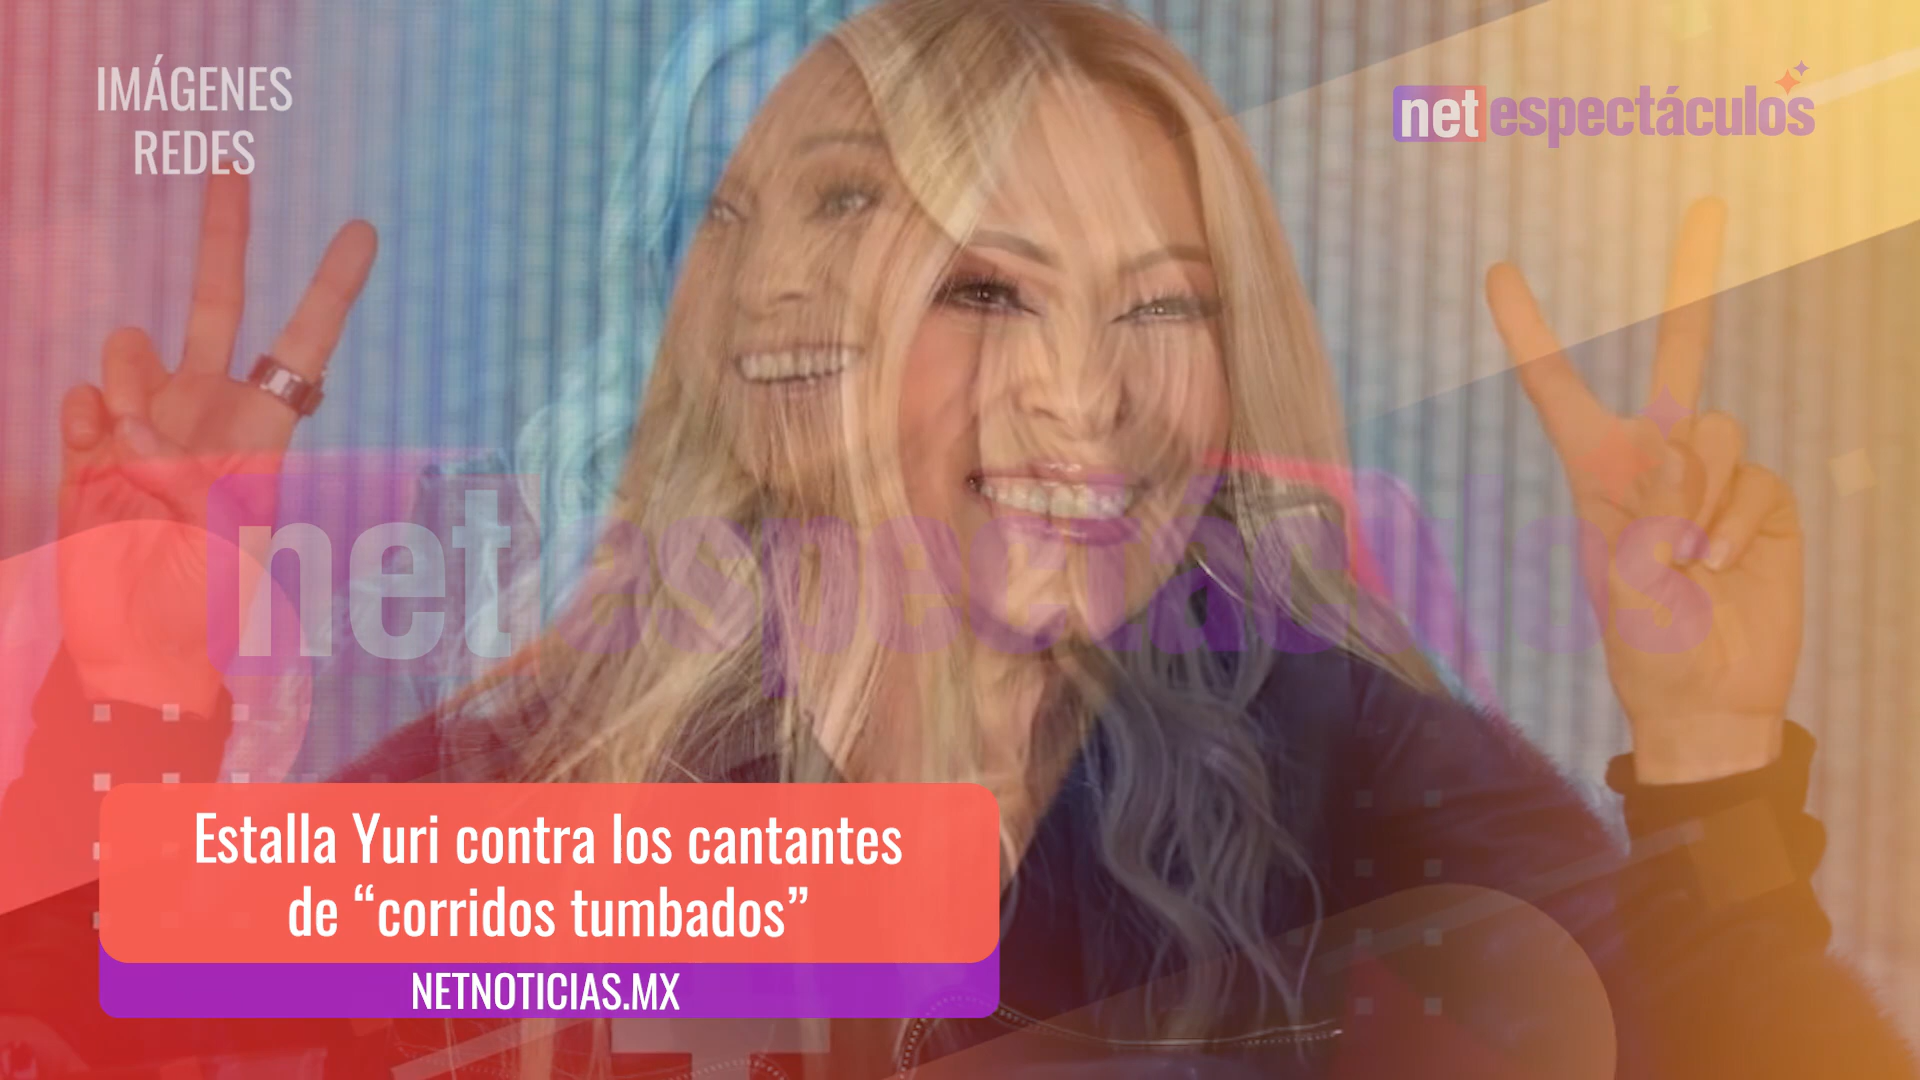 IMÁGENES
REDES
net espectáculos
net espectáculos
Estalla Yuri contra los cantantes
de “corridos tumbados”
NETNOTICIAS.MX